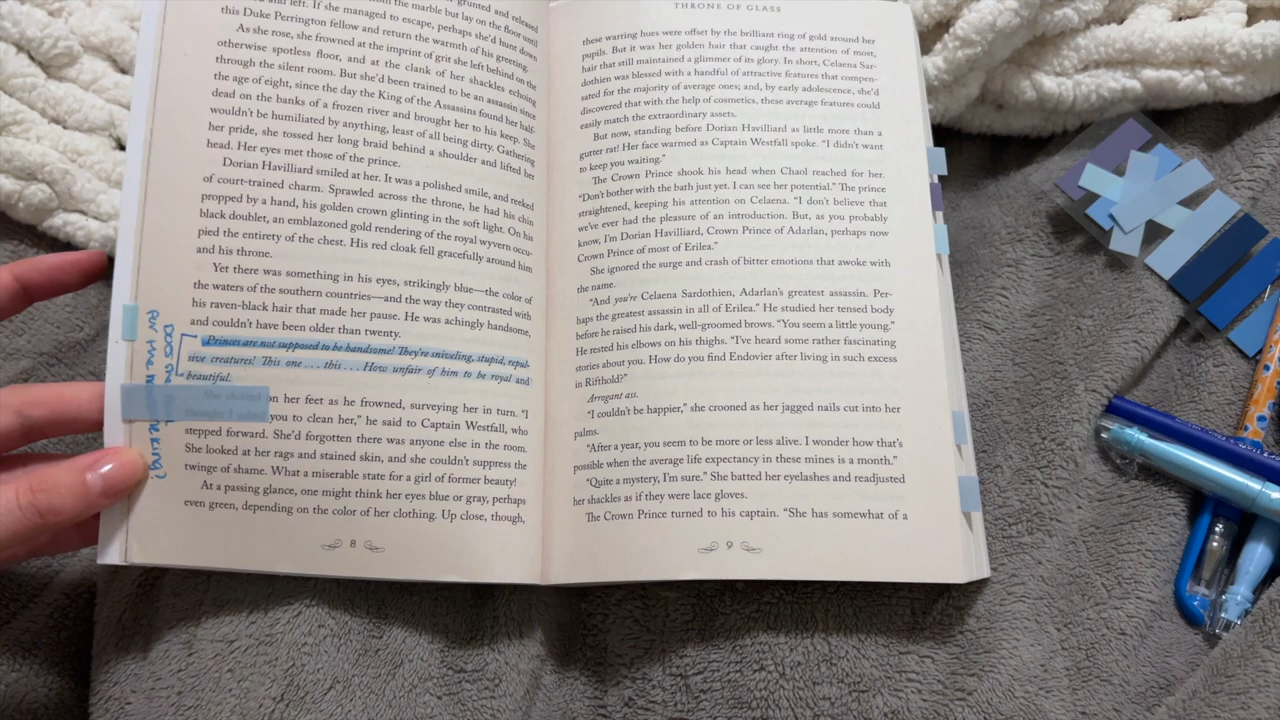 and left. If she managed to escape, perhaps she'd hunt down
this Duke Perrington fellow and return the warmth of his greeting.
As she rose, she frowned at the imprint of grit she left behind on the
otherwise spotless floor, and at the clank of her shackles echoing
through the silent room. But she'd been trained to be an assassin since
the age of eight, since the day the King of the Assassins found her half-
dead on the banks of a frozen river and brought her to his keep. She
wouldn't be humiliated by anything, least of all being dirty. Gathering
her pride, she tossed her long braid behind a shoulder and lifted her
head. Her eyes met those of the prince.
Dorian Havilliard smiled at her. It was a polished smile, and reeked
of court-trained charm. Sprawled across the throne, he had his chin
propped by a hand, his golden crown glinting in the soft light. On his
black doublet, an emblazoned gold rendering of the royal wyvern occu-
pied the entirety of the chest. His red cloak fell gracefully around him
and his throne.
Yet there was something in his eyes, strikingly blue—the color of
the waters of the southern countries—and the way they contrasted with
his raven-black hair that made her pause. He was achingly handsome,
and couldn't have been older than twenty.
Princes are not supposed to be handsome! They're sniveling, stupid, repul-
sive creatures! This one . . . this . . . How unfair of him to be royal and
beautiful.
on her feet as he frowned, surveying her in turn. "I
you to clean her," he said to Captain Westfall, who
stepped forward. She'd forgotten there was anyone else in the room.
She looked at her rags and stained skin, and she couldn't suppress the
twinge of shame. What a miserable state for a girl of former beauty!
At a passing glance, one might think her eyes blue or gray, perhaps
even green, depending on the color of her clothing. Up close, though,
8
THRONE OF GLASS
these warring hues were offset by the brilliant ring of gold around her
pupils. But it was her golden hair that caught the attention of most,
hair that still maintained a glimmer of its glory. In short, Celaena Sar-
dothien was blessed with a handful of attractive features that compen-
sated for the majority of average ones; and, by early adolescence, she'd
discovered that with the help of cosmetics, these average features could
easily match the extraordinary assets.
But now, standing before Dorian Havilliard as little more than a
gutter rat! Her face warmed as Captain Westfall spoke. "I didn't want
to keep you waiting."
The Crown Prince shook his head when Chaol reached for her.
"Don't bother with the bath just yet. I can see her potential." The prince
straightened, keeping his attention on Celaena. "I don't believe that
we've ever had the pleasure of an introduction. But, as you probably
know, I'm Dorian Havilliard, Crown Prince of Adarlan, perhaps now
Crown Prince of most of Erilea."
She ignored the surge and crash of bitter emotions that awoke with
the name.
"And you're Celaena Sardothien, Adarlan's greatest assassin. Per-
haps the greatest assassin in all of Erilea." He studied her tensed body
before he raised his dark, well-groomed brows. "You seem a little young."
He rested his elbows on his thighs. "I've heard some rather fascinating
stories about you. How do you find Endovier after living in such excess
in Rifthold?"
Arrogant ass.
"I couldn't be happier," she crooned as her jagged nails cut into her
palms.
"After a year, you seem to be more or less alive. I wonder how that's
possible when the average life expectancy in these mines is a month."
"Quite a mystery, I'm sure." She batted her eyelashes and readjusted
her shackles as if they were lace gloves.
The Crown Prince turned to his captain. "She has somewhat of a
9